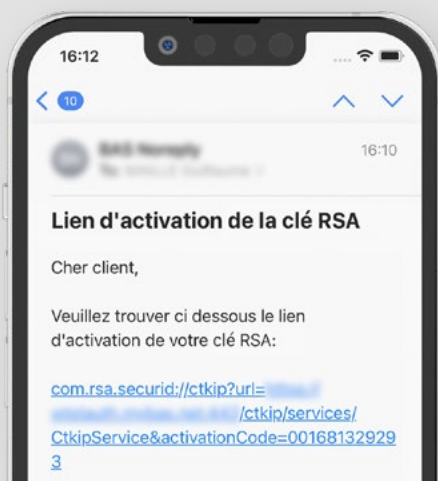 16:12
10
16:10
Lien d'activation de la clé RSA
Cher client,
Veuillez trouver ci dessous le lien
d'activation de votre clé RSA:
com.rsa.securid://ctkip?url=
/ctkip/services/
CtkipService&activationCode=00168132929
3